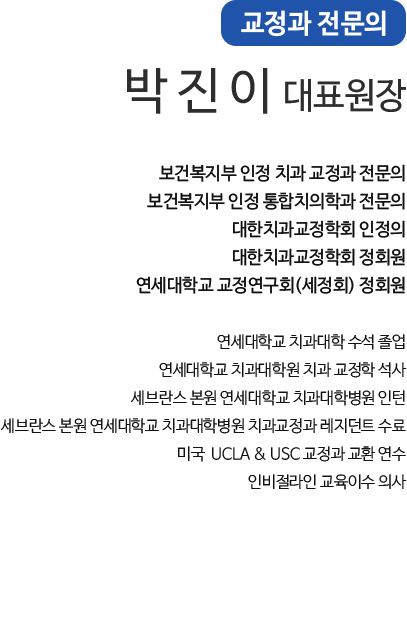 교정과 전문의
박진이 대표원장
보건복지부 인정 치과 교정과 전문의
보건복지부 인정 통합치의학과 전문의
대한치과교정학회 인정의
대한치과교정학회 정회원
연세대학교 교정연구회(세정회) 정회원
연세대학교 치과대학 수석 졸업
연세대학교 치과대학원 치과 교정학 석사
세브란스 본원 연세대학교 치과대학병원 인턴
세브란스 본원 연세대학교 치과대학병원 치과교정과 레지던트 수료
미국 UCLA & USC 교정과 교환 연수
인비절라인 교육이수 의사